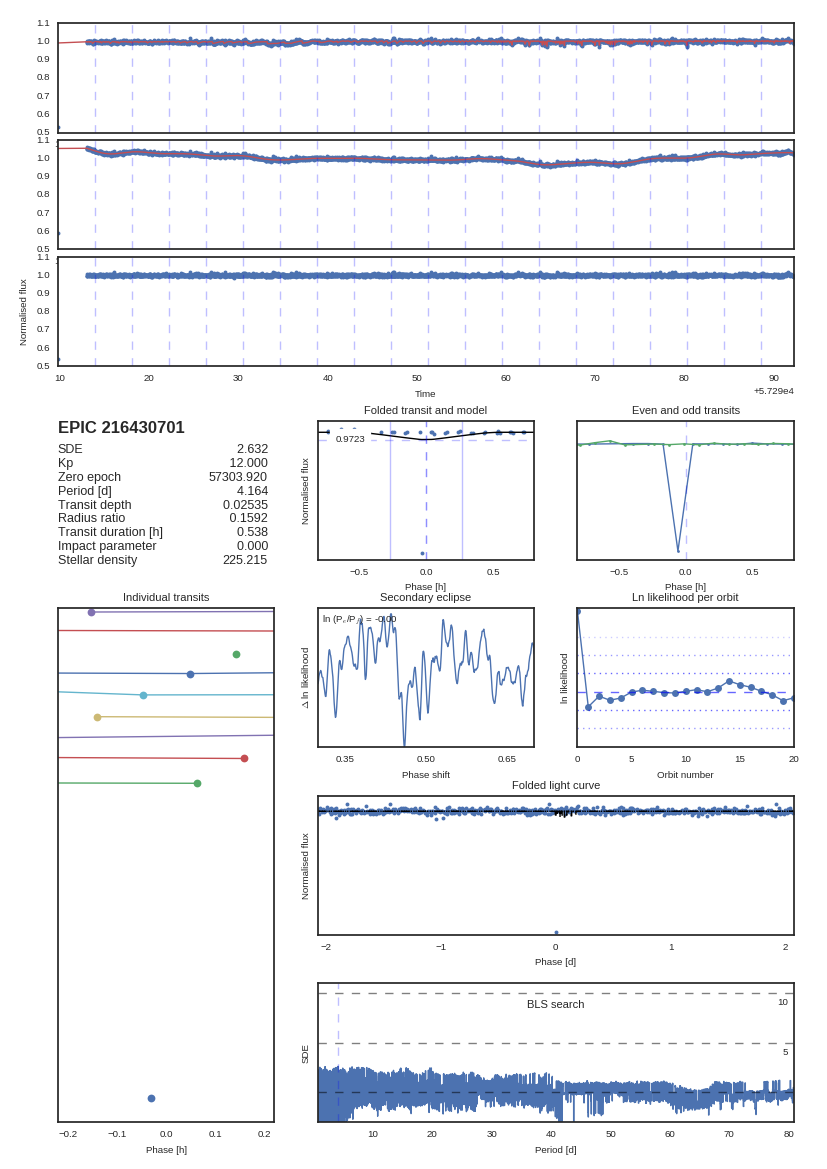 1.1
1.0
0.9
0.8
0.7
0.6
0.5
1.1
1.0
0.9
0.8
0.7
0.6
0.5
1.1
1.0
0.9
0.8
0.7
0.6
0.5
Normalised flux
10 20 30 40 50 60 70 80 90
Time
+5.729e4
EPIC 216430701
SDE 2.632
Kp 12.000
Zero epoch 57303.920
Period [d] 4.164
Transit depth 0.02535
Radius ratio 0.1592
Transit duration [h] 0.538
Impact parameter 0.000
Stellar density 225.215
Folded transit and model
0.9723
Normalised flux
−0.5 0.0 0.5
Phase [h]
Even and odd transits
−0.5 0.0 0.5
Phase [h]
Individual transits
−0.2 −0.1 0.0 0.1 0.2
Phase [h]
Secondary eclipse
Δ ln likelihood
0.35 0.50 0.65
Phase shift
Ln likelihood per orbit
ln likelihood
0 5 10 15 20
Orbit number
Folded light curve
Normalised flux
−2 −1 0 1 2
Phase [d]
BLS search
10
5
SDE
10 20 30 40 50 60 70 80
Period [d]